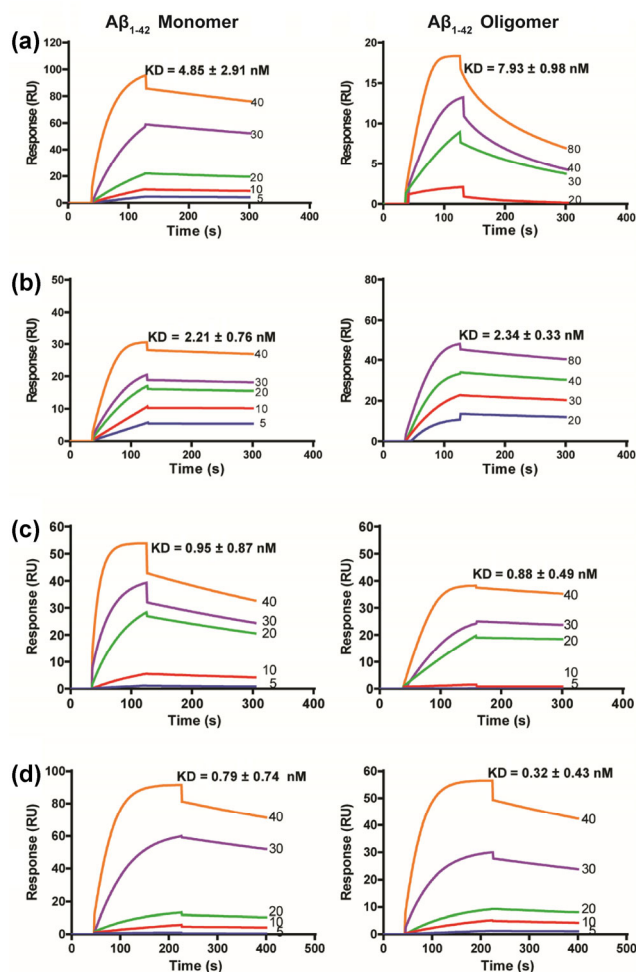 Aβ1-42 Monomer
Aβ1-42 Oligomer
(a)
Response (RU)
120
100
80
60
40
20
0
KD = 4.85 ± 2.91 nM
40
30
20
10
5
0 100 200 300 400
Time (s)
Response (RU)
20
15
10
5
0
KD = 7.93 ± 0.98 nM
80
40
30
20
0 100 200 300 400
Time (s)
(b)
Response (RU)
50
40
30
20
10
0
KD = 2.21 ± 0.76 nM
40
30
20
10
5
0 100 200 300 400
Time (s)
Response (RU)
80
60
40
20
0
KD = 2.34 ± 0.33 nM
80
40
30
20
0 100 200 300 400
Time (s)
(c)
Response (RU)
60
50
40
30
20
10
0
KD = 0.95 ± 0.87 nM
40
30
20
10
5
0 100 200 300 400
Time (s)
Response (RU)
60
50
40
30
20
10
0
KD = 0.88 ± 0.49 nM
40
30
20
10
5
0 100 200 300 400
Time (s)
(d)
Response (RU)
100
80
60
40
20
0
KD = 0.79 ± 0.74 nM
40
30
20
10
5
0 100 200 300 400 500
Time (s)
Response (RU)
60
50
40
30
20
10
0
KD = 0.32 ± 0.43 nM
40
30
20
10
5
0 100 200 300 400 500
Time (s)